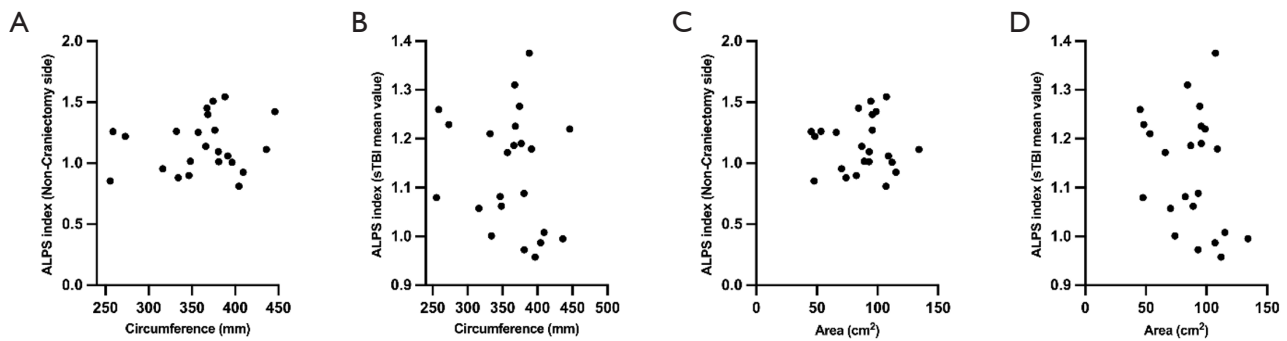 A
ALPS index (Non-Craniectomy side)
2.0
1.5
1.0
0.5
0.0
250 300 350 400 450
Circumference (mm)
B
ALPS index (sTBI mean value)
1.4
1.3
1.2
1.1
1.0
0.9
250 300 350 400 450 500
Circumference (mm)
C
ALPS index (Non-Craniectomy side)
2.0
1.5
1.0
0.5
0.0
0 50 100 150
Area (cm²)
D
ALPS index (sTBI mean value)
1.4
1.3
1.2
1.1
1.0
0.9
0 50 100 150
Area (cm²)